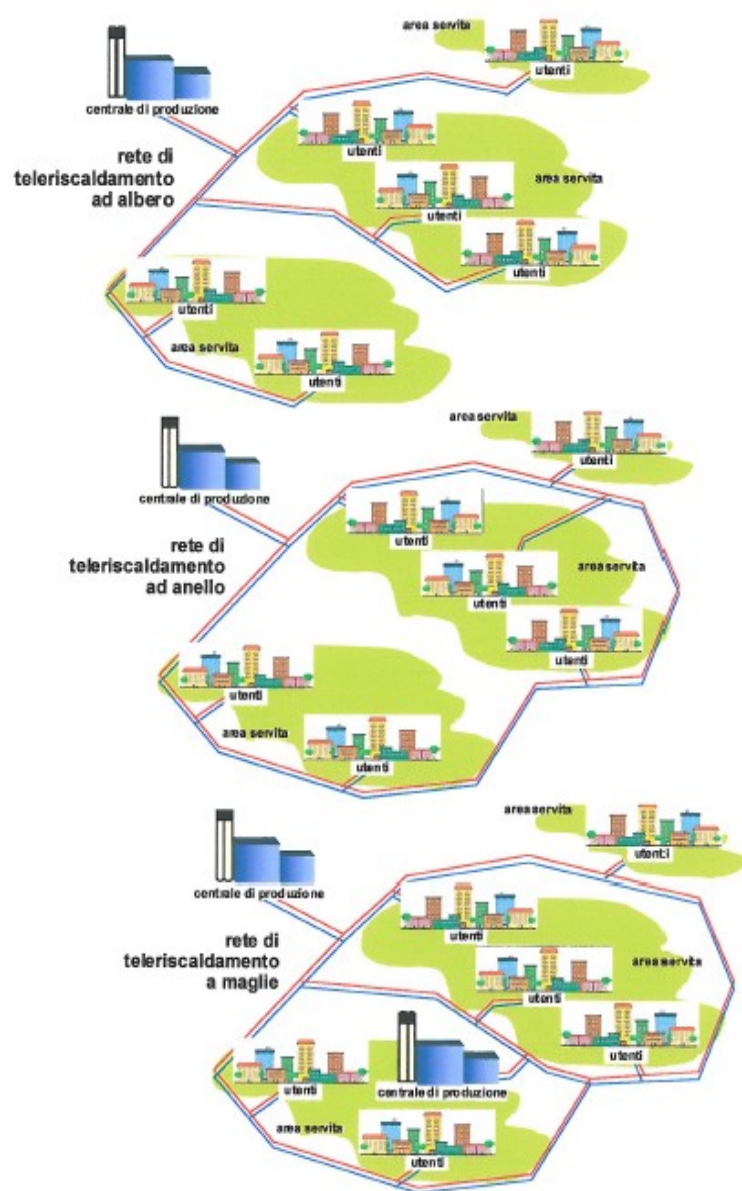 area servita
utenti
centrale di produzione
utenti
rete di
teleriscaldamento
ad albero
area servita
utenti
utenti
utenti
area servita
utenti
area servita
utenti
centrale di produzione
utenti
rete di
teleriscaldamento
ad anello
area servita
utenti
utenti
utenti
area servita
utenti
area servita
utenti
centrale di produzione
utenti
rete di
teleriscaldamento
a maglie
area servita
utenti
utenti
utenti
centrale di produzione
area servita
utenti